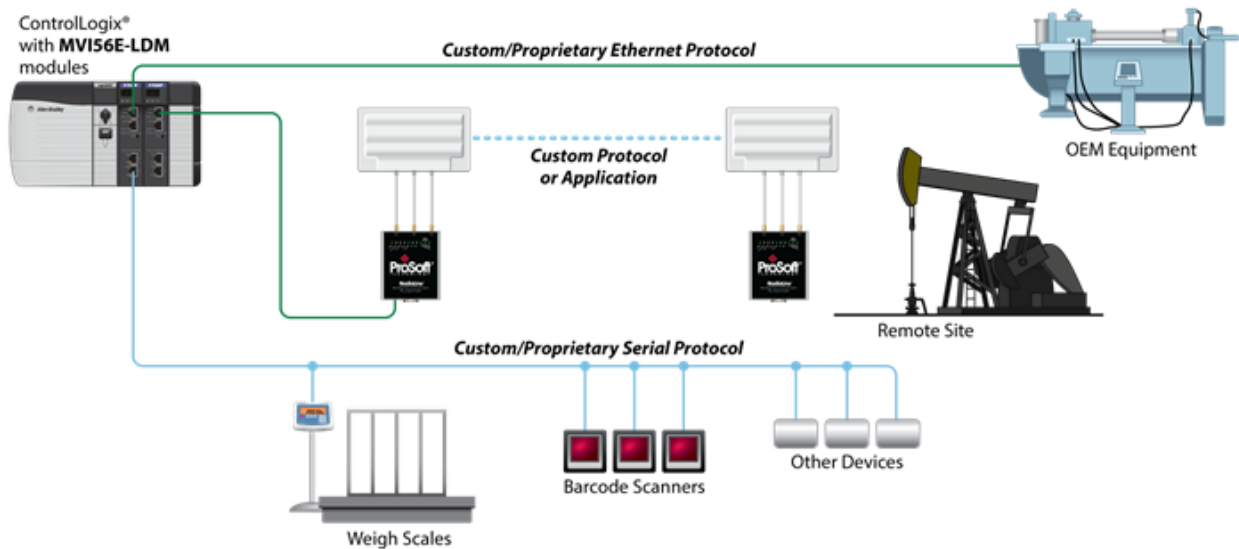 ControlLogix®
with MVI56E-LDM
modules
Custom/Proprietary Ethernet Protocol
OEM Equipment
Custom Protocol
or Application
ProSoft
ProSoft
Remote Site
Custom/Proprietary Serial Protocol
Weigh Scales
Barcode Scanners
Other Devices